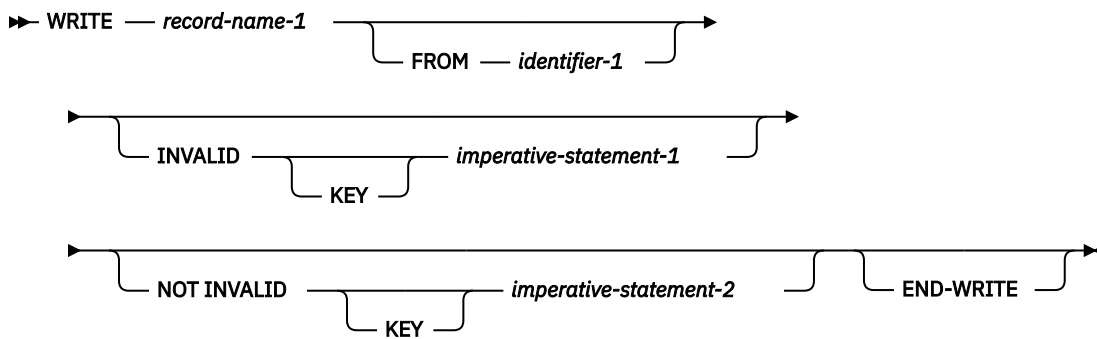 WRITE record-name-1
FROM identifier-1
INVALID imperative-statement-1
KEY
NOT INVALID imperative-statement-2 END-WRITE
KEY